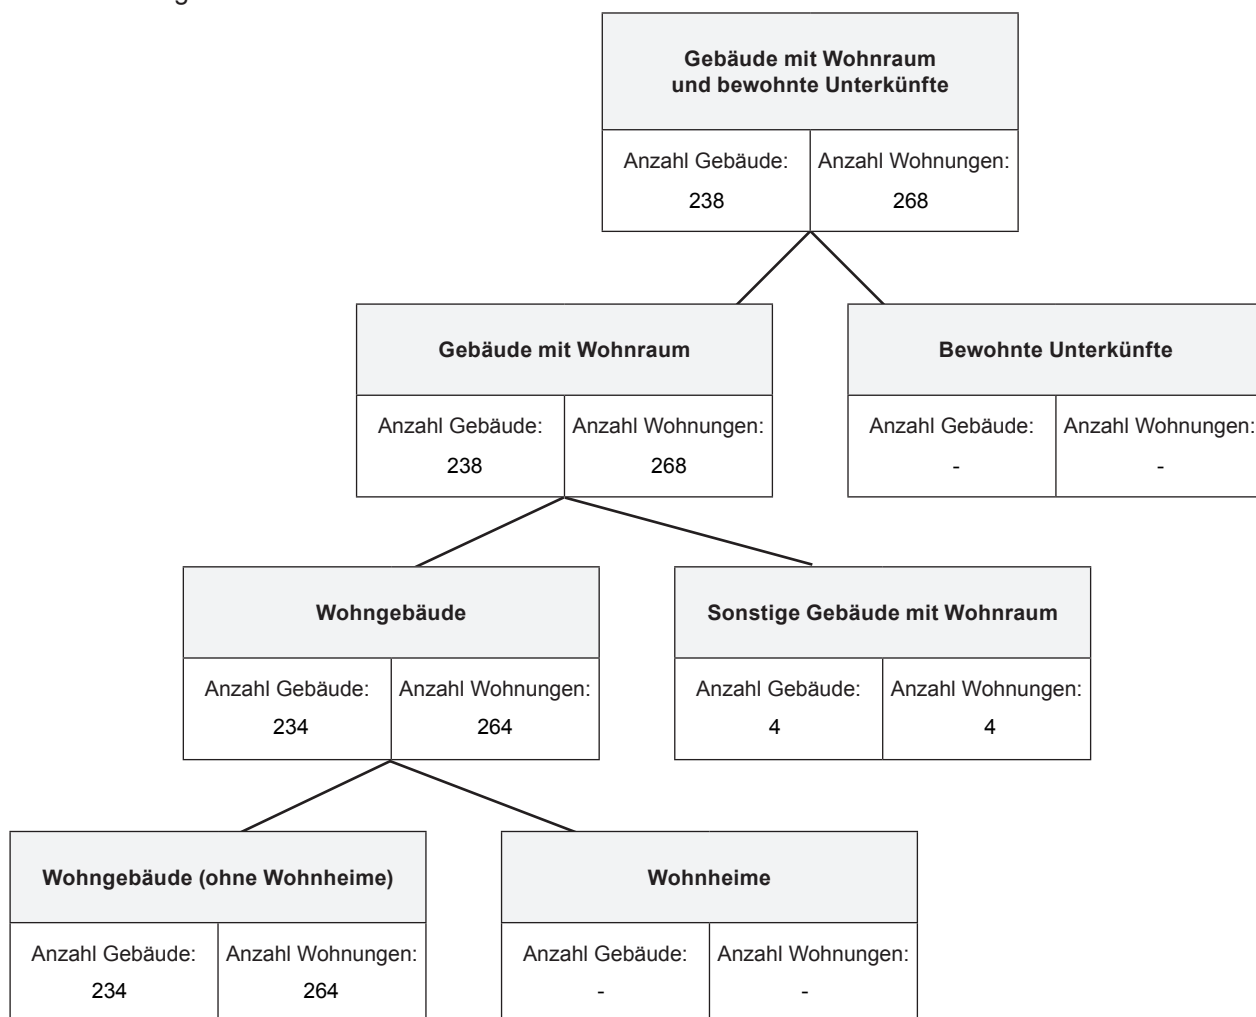 Gebäude mit Wohnraum
und bewohnte Unterkünfte
Anzahl Gebäude: Anzahl Wohnungen:
238 268
Gebäude mit Wohnraum
Anzahl Gebäude: Anzahl Wohnungen:
238 268
Bewohnte Unterkünfte
Anzahl Gebäude: Anzahl Wohnungen:
- -
Wohngebäude
Anzahl Gebäude: Anzahl Wohnungen:
234 264
Sonstige Gebäude mit Wohnraum
Anzahl Gebäude: Anzahl Wohnungen:
4 4
Wohngebäude (ohne Wohnheime)
Anzahl Gebäude: Anzahl Wohnungen:
234 264
Wohnheime
Anzahl Gebäude: Anzahl Wohnungen:
- -